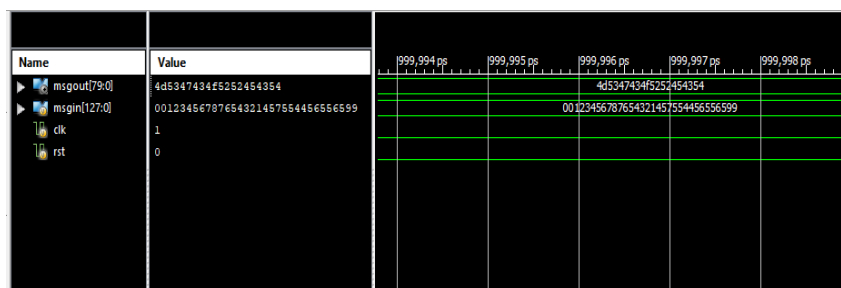 Name Value 999,994 ps 999,995 ps 999,996 ps 999,997 ps 999,998 ps
msgout[79:0] 4d5347434f5252454354 4d5347434f5252454354
msgin[127:0] 00123456787654321457554456556599 00123456787654321457554456556599
clk 1
rst 0